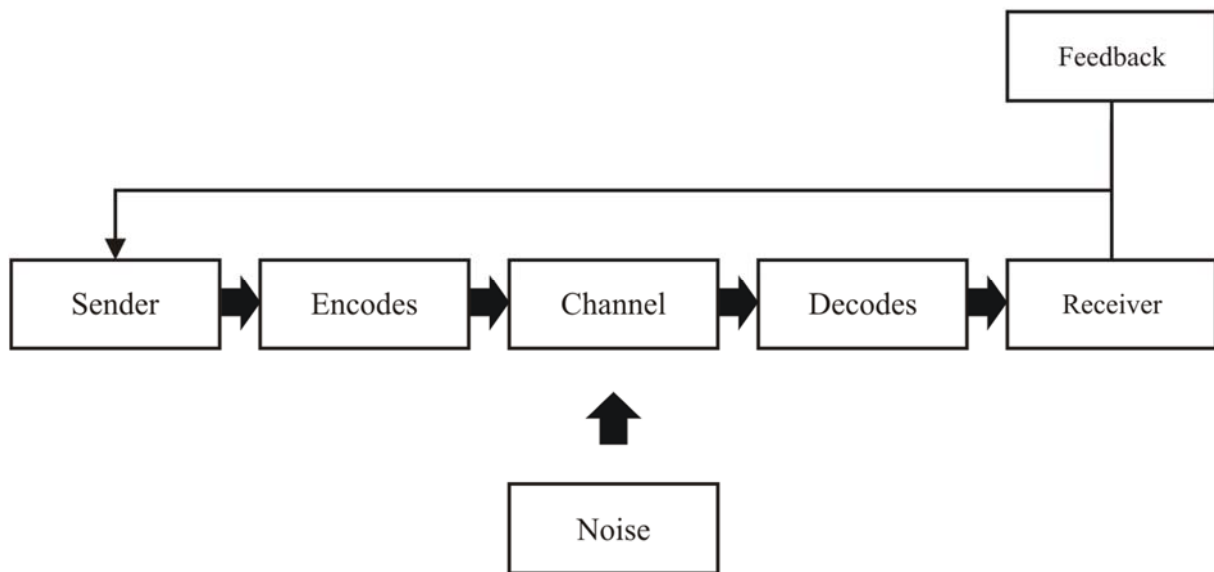 Feedback
Sender
Encodes
Channel
Decodes
Receiver
Noise